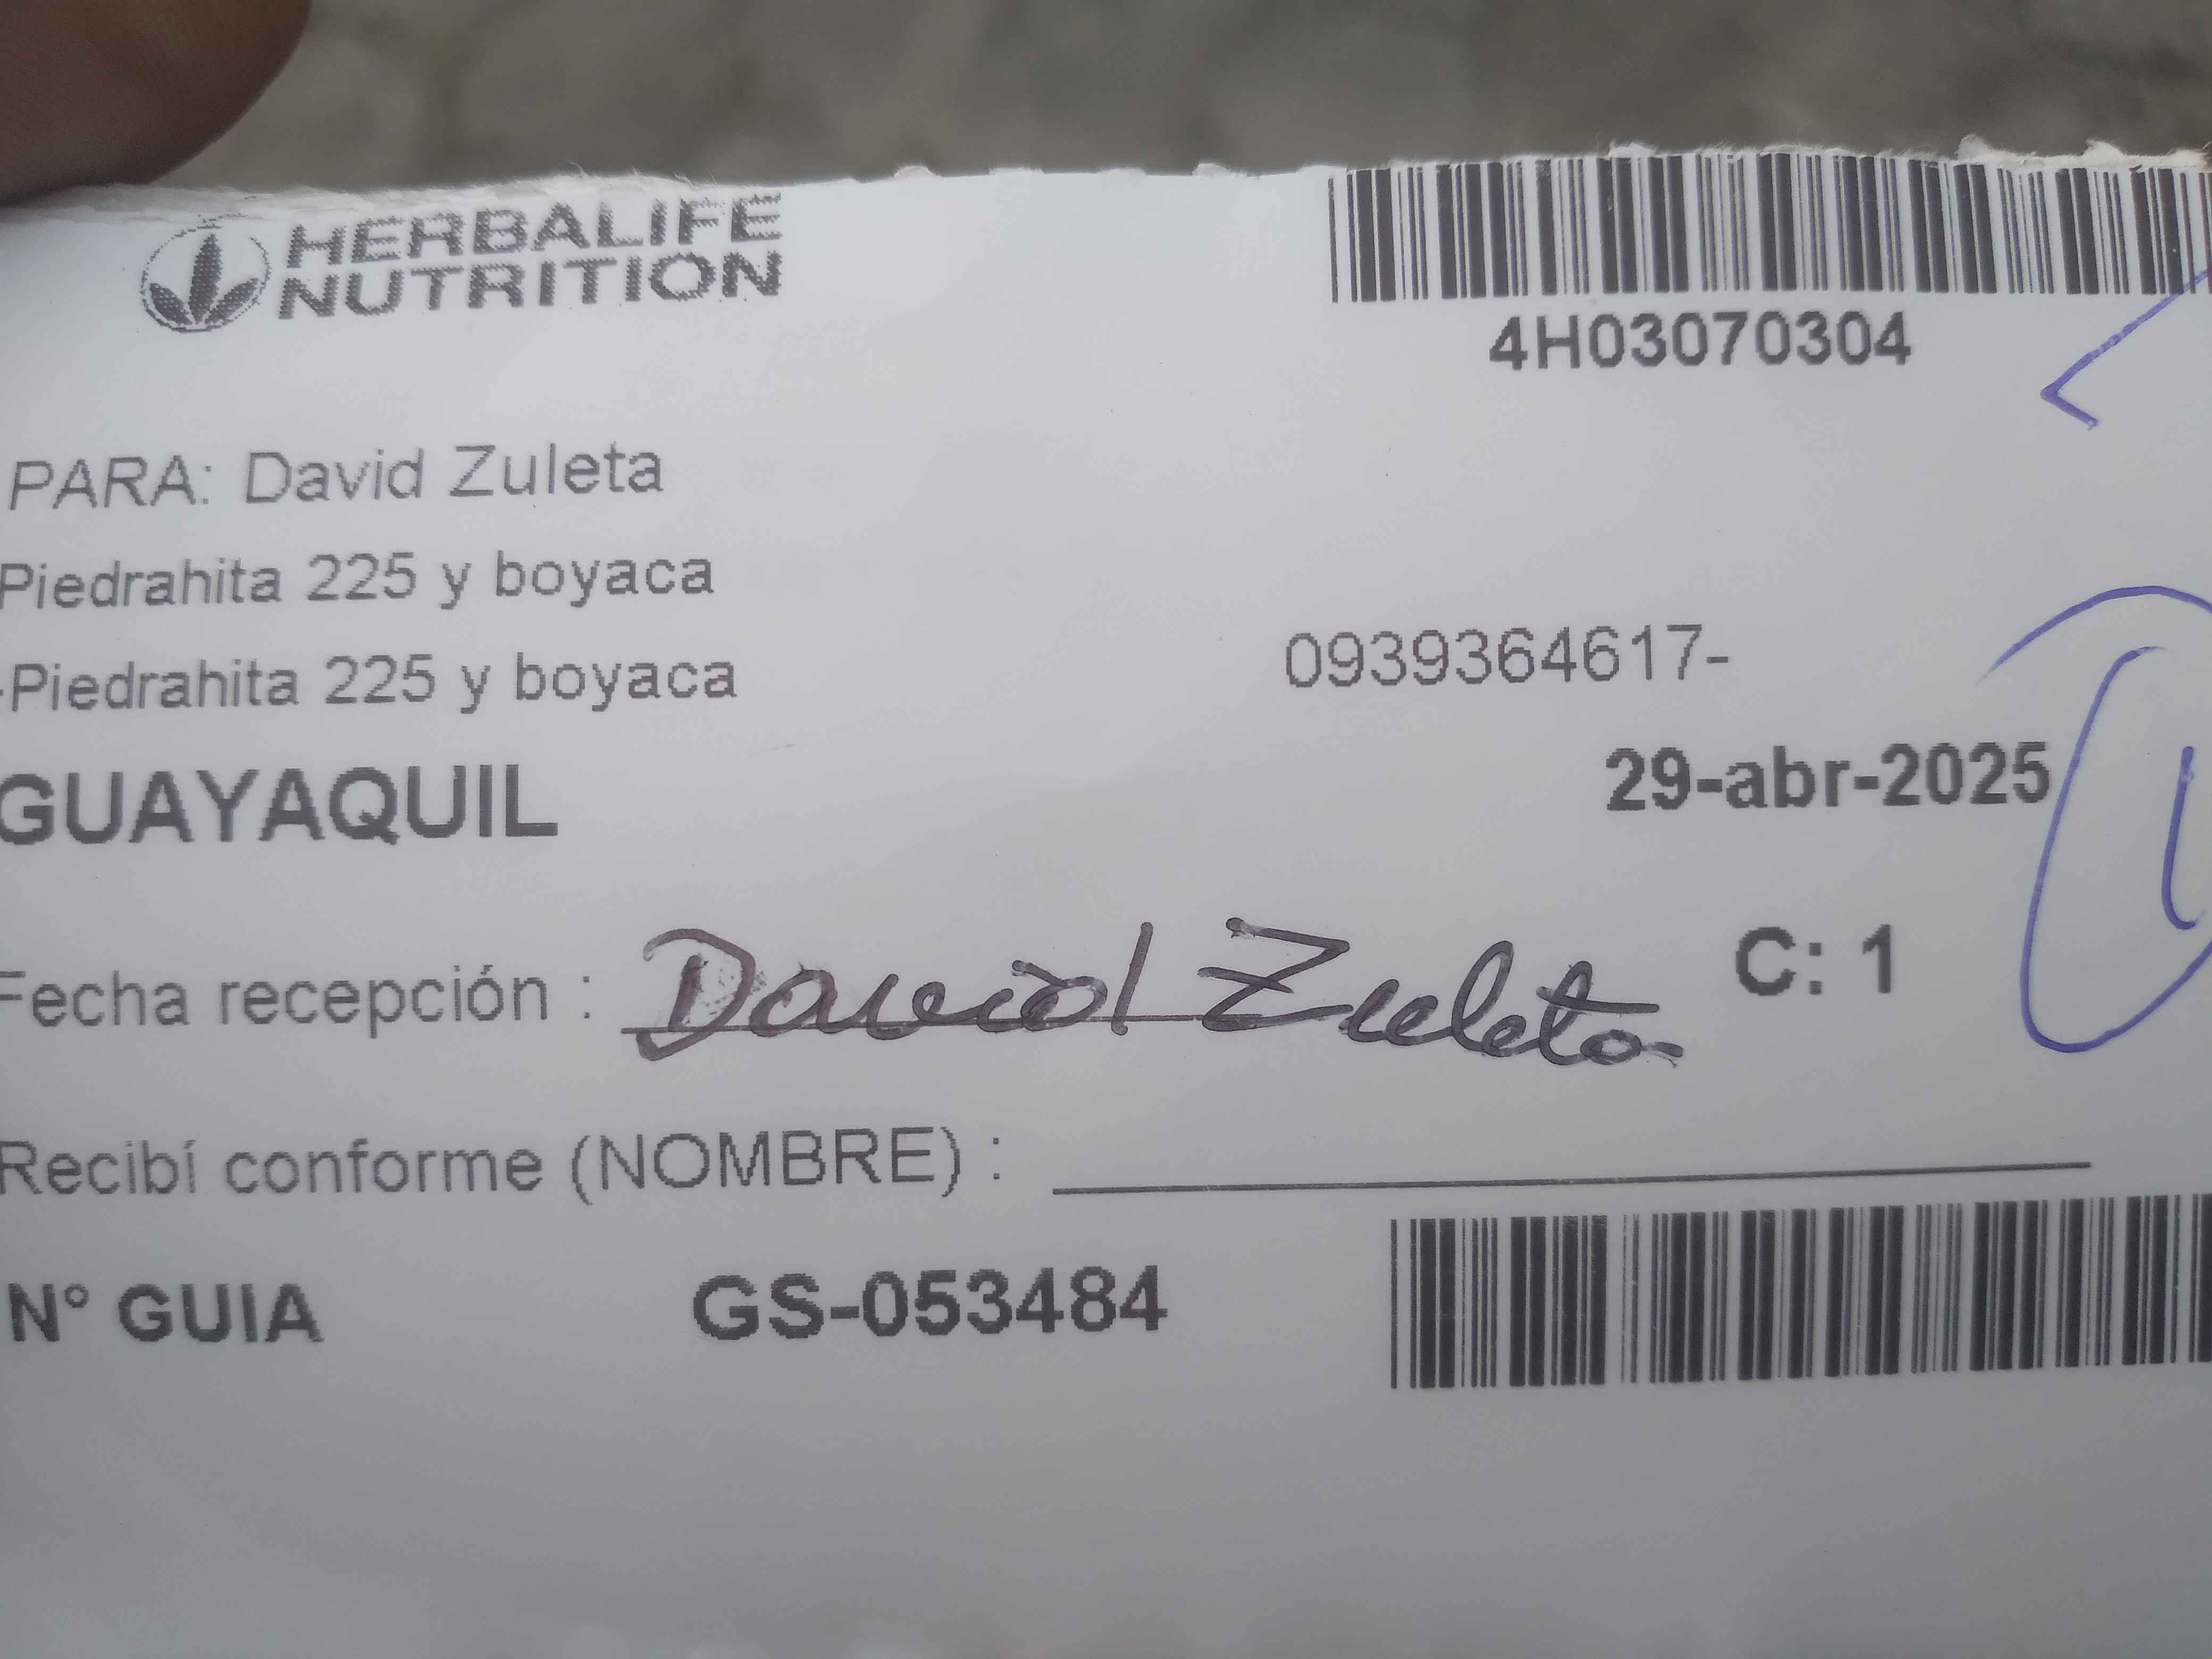 HERBALIFE
NUTRITION
4H03070304
PARA: David Zuleta
Piedrahita 225 y boyaca
-Piedrahita 225 y boyaca
0939364617-
GUAYAQUIL
29-abr-2025
Fecha recepción : David Zuleta
C: 1
Recibí conforme (NOMBRE) :
N° GUIA GS-053484
1